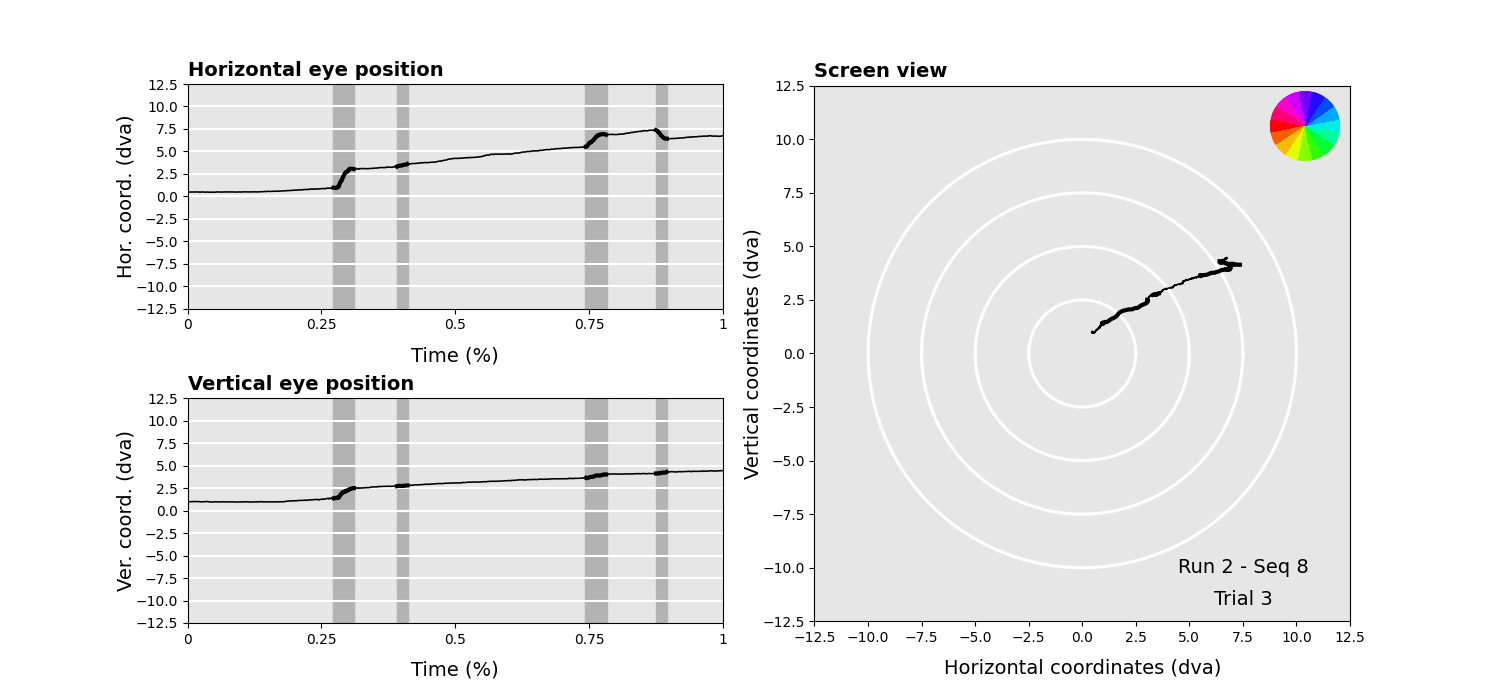 Horizontal eye position
Hor. coord. (dva)
12.5
10.0
7.5
5.0
2.5
0.0
−2.5
−5.0
−7.5
−10.0
−12.5
0 0.25 0.5 0.75 1
Time (%)
Vertical eye position
Ver. coord. (dva)
12.5
10.0
7.5
5.0
2.5
0.0
−2.5
−5.0
−7.5
−10.0
−12.5
0 0.25 0.5 0.75 1
Time (%)
Screen view
Vertical coordinates (dva)
12.5
10.0
7.5
5.0
2.5
0.0
−2.5
−5.0
−7.5
−10.0
−12.5
Run 2 - Seq 8
Trial 3
−12.5 −10.0 −7.5 −5.0 −2.5 0.0 2.5 5.0 7.5 10.0 12.5
Horizontal coordinates (dva)